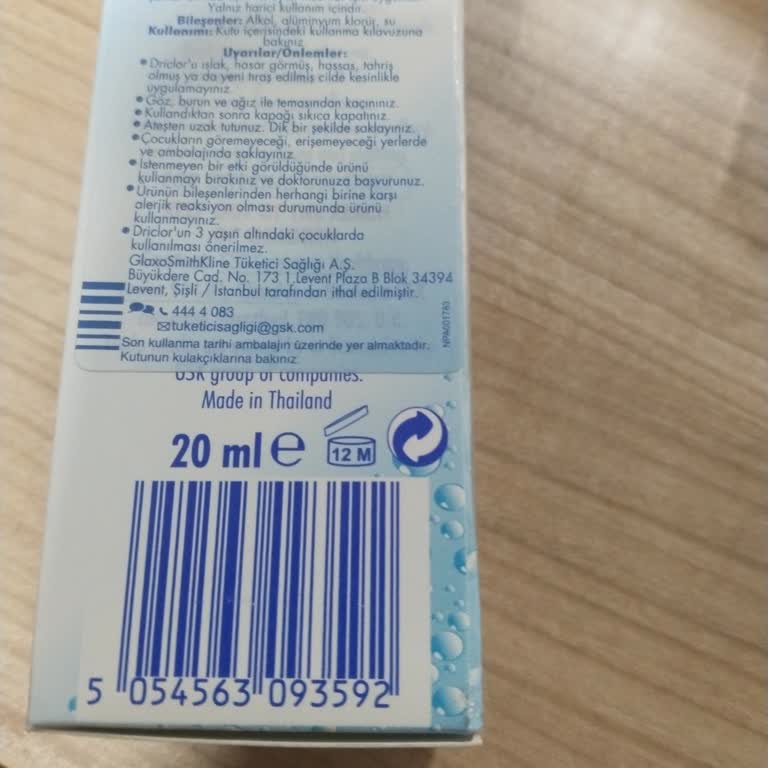 Yalnız harici kullanım içindir.
Bileşenler: Alkol, alüminyum klorür, su
Kullanımı: Kutu içerisindeki kullanma kılavuzuna
bakınız
Uyarılar/Önlemler:
• Driclor'u ıslak, hasar görmüş, hassas, tahriş
olmuş ya da yeni tıraş edilmiş cilde kesinlikle
uygulamayınız.
• Göz, burun ve ağız ile temasından kaçınınız.
• Kullandıktan sonra kapağı sıkıca kapatınız.
• Ateşten uzak tutunuz. Dik bir şekilde saklayınız.
• Çocukların göremeyeceği, erişemeyeceği yerlerde
ve ambalajında saklayınız.
• İstenmeyen bir etki görüldüğünde ürünü
kullanmayı bırakınız ve doktorunuza başvurunuz.
• Ürünün bileşenlerinden herhangi birine karşı
alerjik reaksiyon olması durumunda ürünü
kullanmayınız.
• Driclor'un 3 yaşın altındaki çocuklarda
kullanılması önerilmez.
GlaxoSmithKline Tüketici Sağlığı A.Ş.
Büyükdere Cad. No. 173 1.Levent Plaza B Blok 34394
Levent, Şişli / İstanbul tarafından ithal edilmiştir.
444 4 083
tuketicisagligi@gsk.com
NPA001783
Son kullanma tarihi ambalajın üzerinde yer almaktadır.
Kutunun kulakçıklarına bakınız.
GSK group of companies.
Made in Thailand
20 ml e
12 M
5 054563 093592